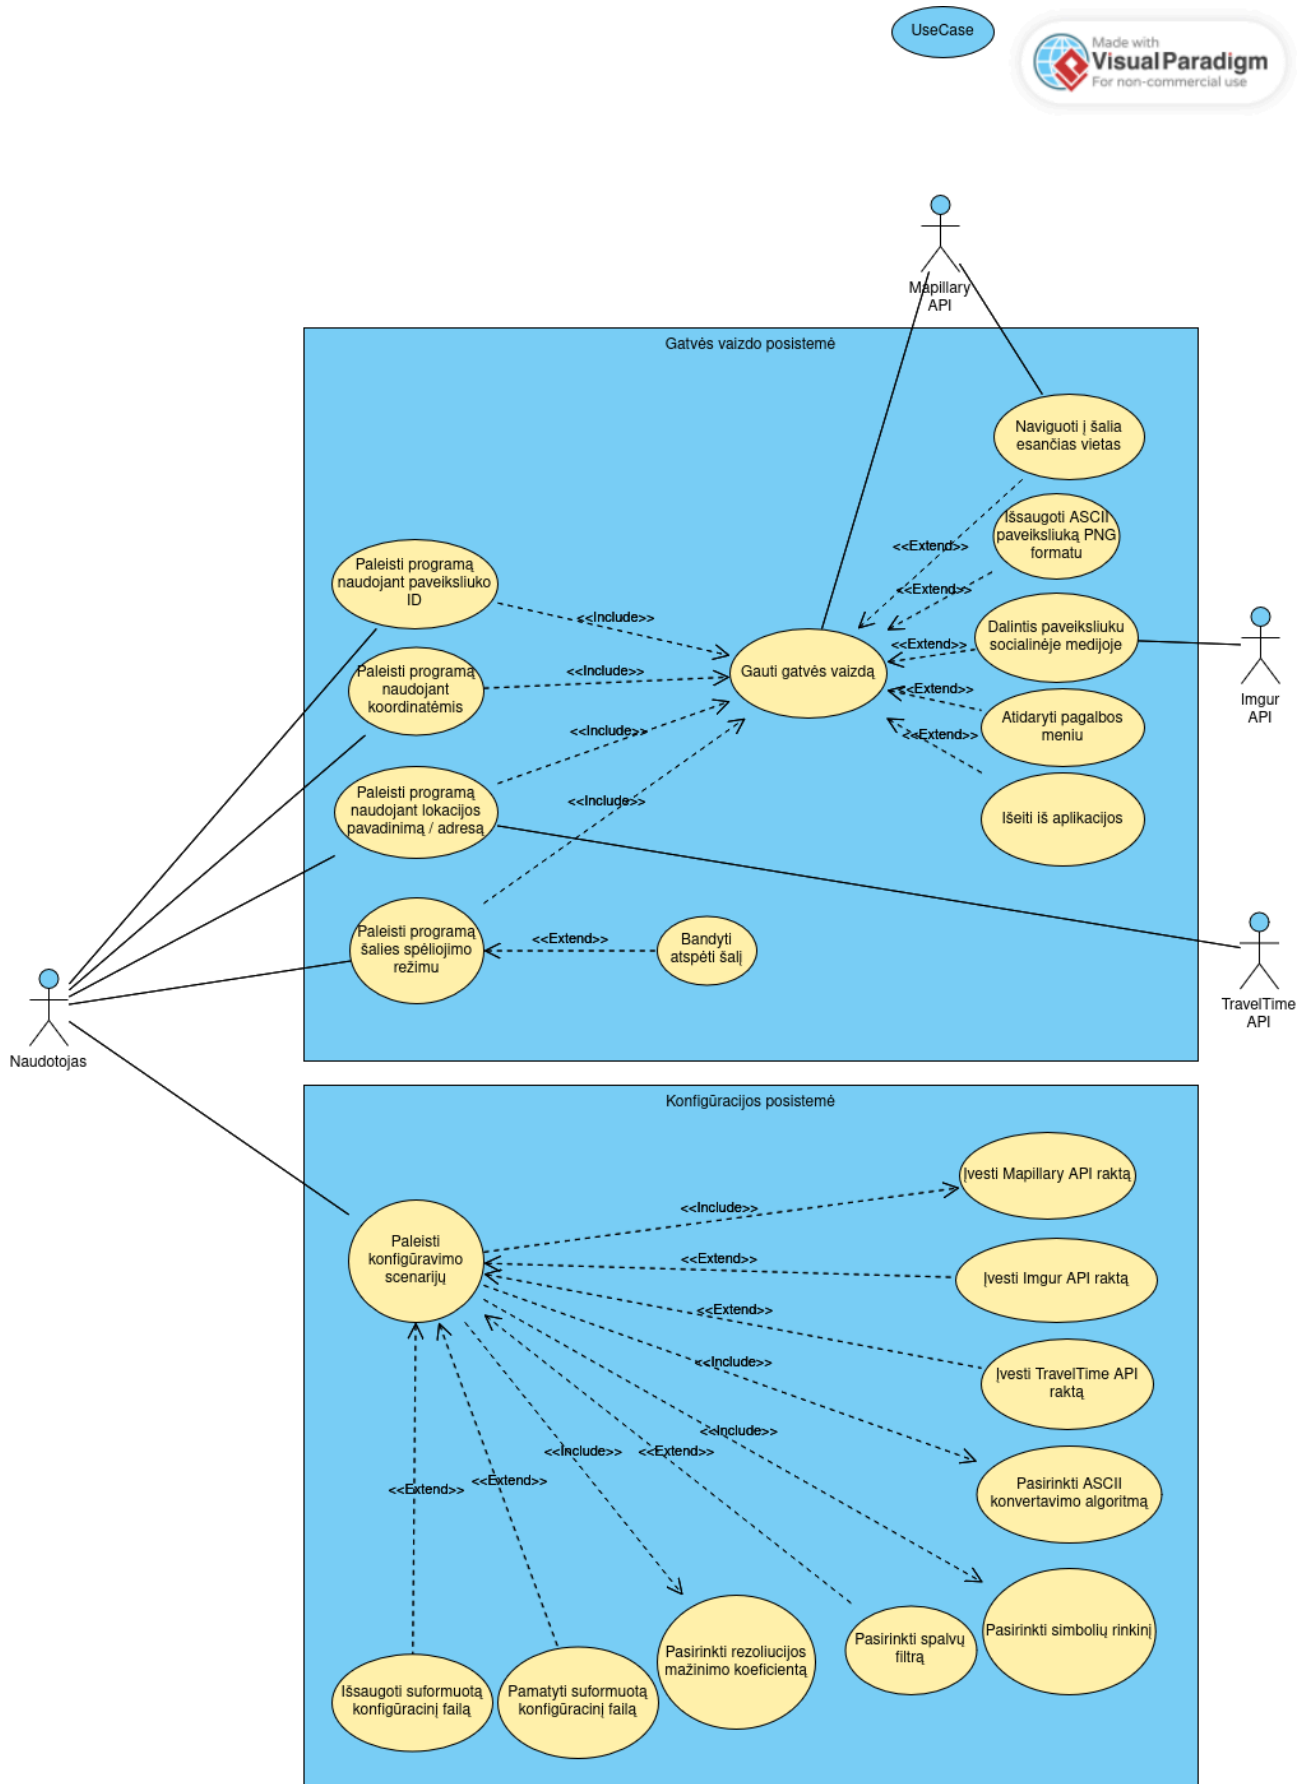 UseCase
Made with
VisualParadigm
For non-commercial use
Mapillary
API
Gatvės vaizdo posistemė
Naviguoti į šalia
esančias vietas
Išsaugoti ASCII
paveiksliuką PNG
formatu
<<Extend>>
Paleisti programą
naudojant paveiksliuko
ID
<<Extend>>
<<Include>>
Dalintis paveiksliuku
socialinėje medijoje
<<Extend>>
Imgur
API
Paleisti programą
naudojant
koordinatėmis
<<Include>>
Gauti gatvės vaizdą
<<Extend>>
Atidaryti pagalbos
meniu
<<Include>>
<<Extend>>
Paleisti programą
naudojant lokacijos
pavadinimą / adresą
<<Include>>
Išeiti iš aplikacijos
Paleisti programą
šalies spėliojimo
režimu
<<Extend>>
Bandyti
atspėti šalį
TravelTime
API
Naudotojas
Konfigūracijos posistemė
Įvesti Mapillary API raktą
<<Include>>
Paleisti
konfigūravimo
scenarijų
<<Extend>>
Įvesti Imgur API raktą
<<Extend>>
Įvesti TravelTime API
raktą
<<Include>>
<<Include>>
<<Include>>
<<Extend>>
<<Extend>>
<<Extend>>
Pasirinkti ASCII
konvertavimo algoritmą
Pasirinkti simbolių rinkinį
Pasirinkti spalvų
filtrą
Pasirinkti rezoliucijos
mažinimo koeficientą
Išsaugoti suformuotą
konfigūracinį failą
Pamatyti suformuotą
konfigūracinį failą